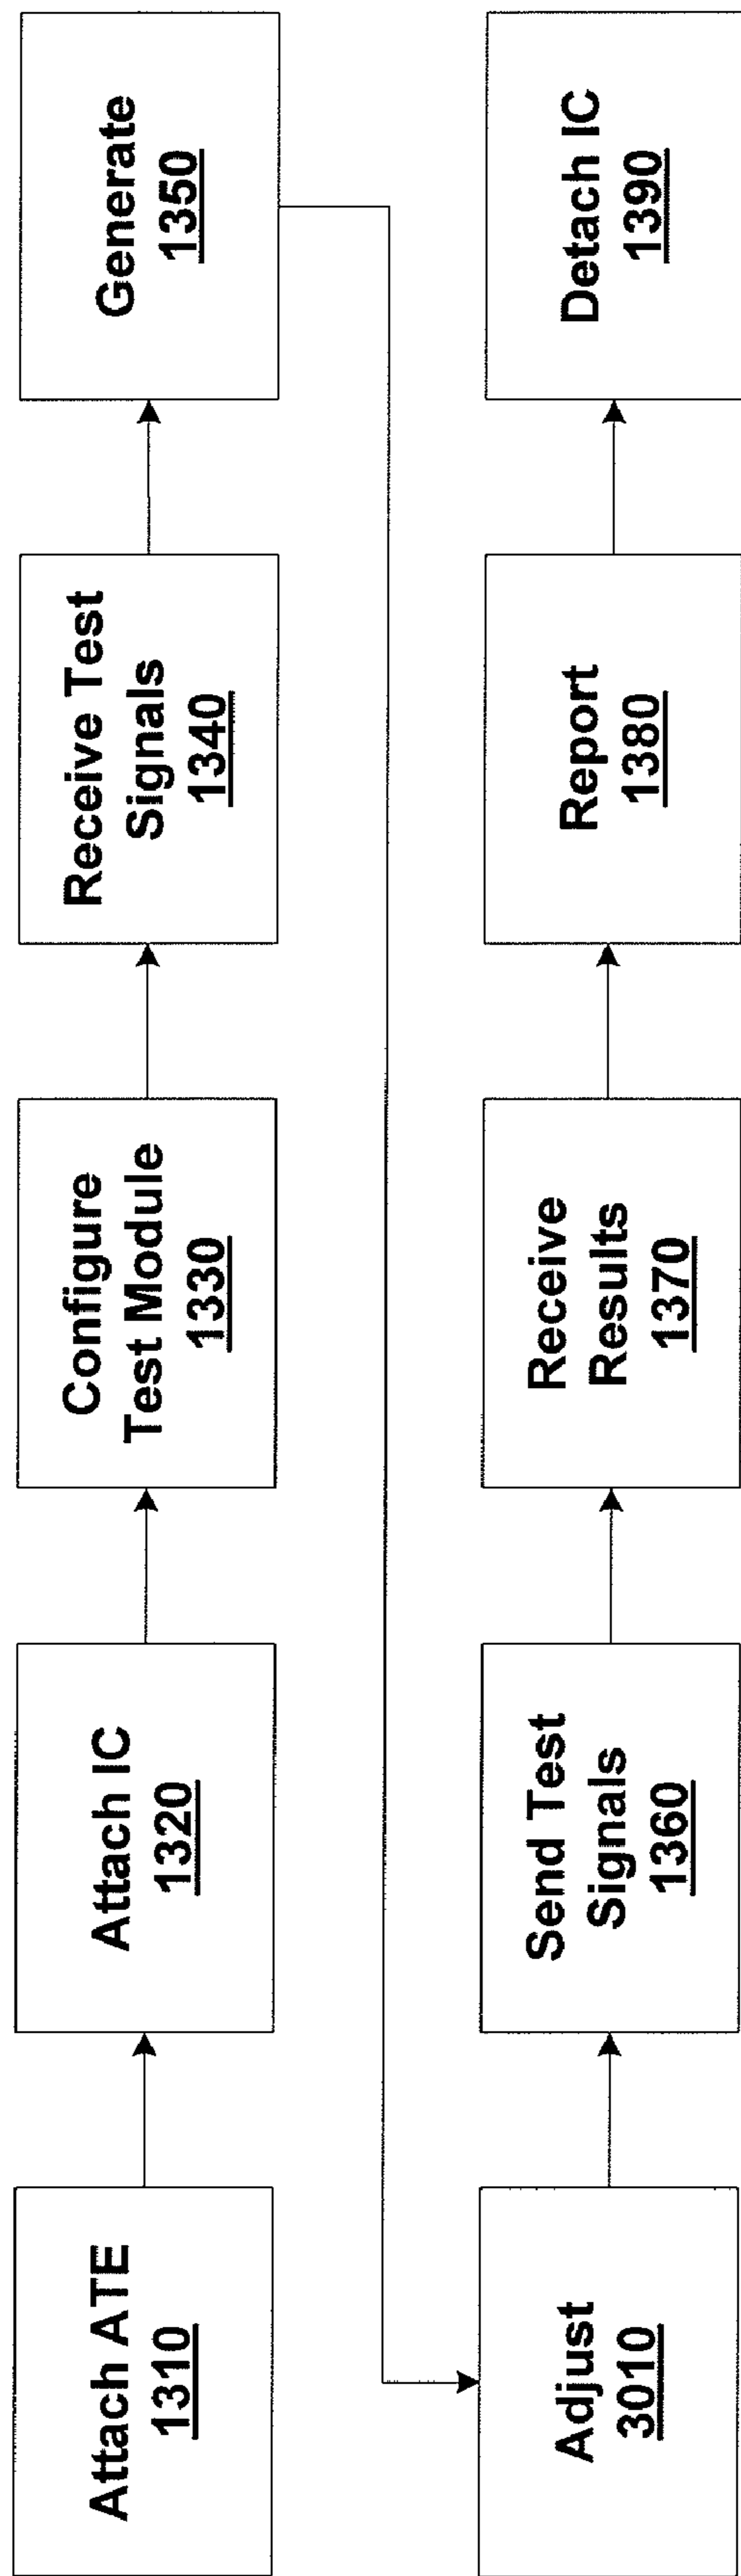 Attach ATE
1310
Attach IC
1320
Configure
Test Module
1330
Receive Test
Signals
1340
Generate
1350
Adjust
3010
Send Test
Signals
1360
Receive
Results
1370
Report
1380
Detach IC
1390